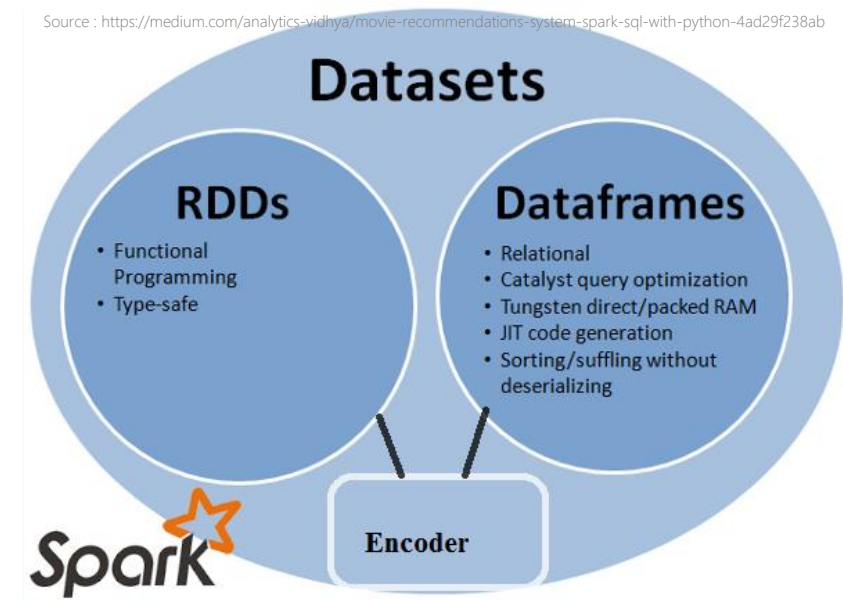 Source : https://medium.com/analytics-vidhya/movie-recommendations-system-spark-sql-with-python-4ad29f238ab
Datasets
RDDs
• Functional
Programming
• Type-safe
Dataframes
• Relational
• Catalyst query optimization
• Tungsten direct/packed RAM
• JIT code generation
• Sorting/suffling without
deserializing
Encoder
Spark